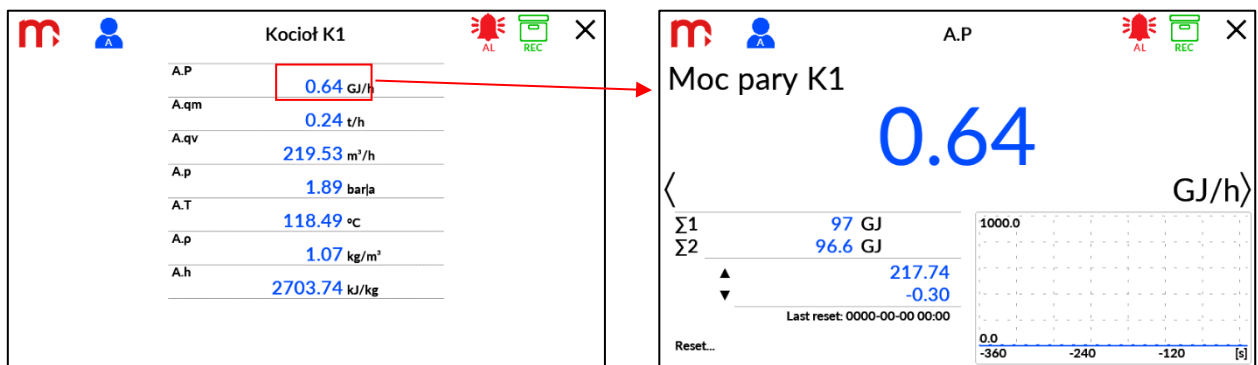 m A Kocioł K1 AL REC
A.P
0.64 GJ/h
A.qm
0.24 t/h
A.qv
219.53 m³/h
A.p
1.89 bar|a
A.T
118.49 °C
A.ρ
1.07 kg/m³
A.h
2703.74 kJ/kg
m A A.P AL REC
Moc pary K1
0.64
GJ/h
∑1 97 GJ
∑2 96.6 GJ
▲ 217.74
▼ -0.30
Last reset: 0000-00-00 00:00
Reset...
1000.0
0.0
-360 -240 -120 [s]